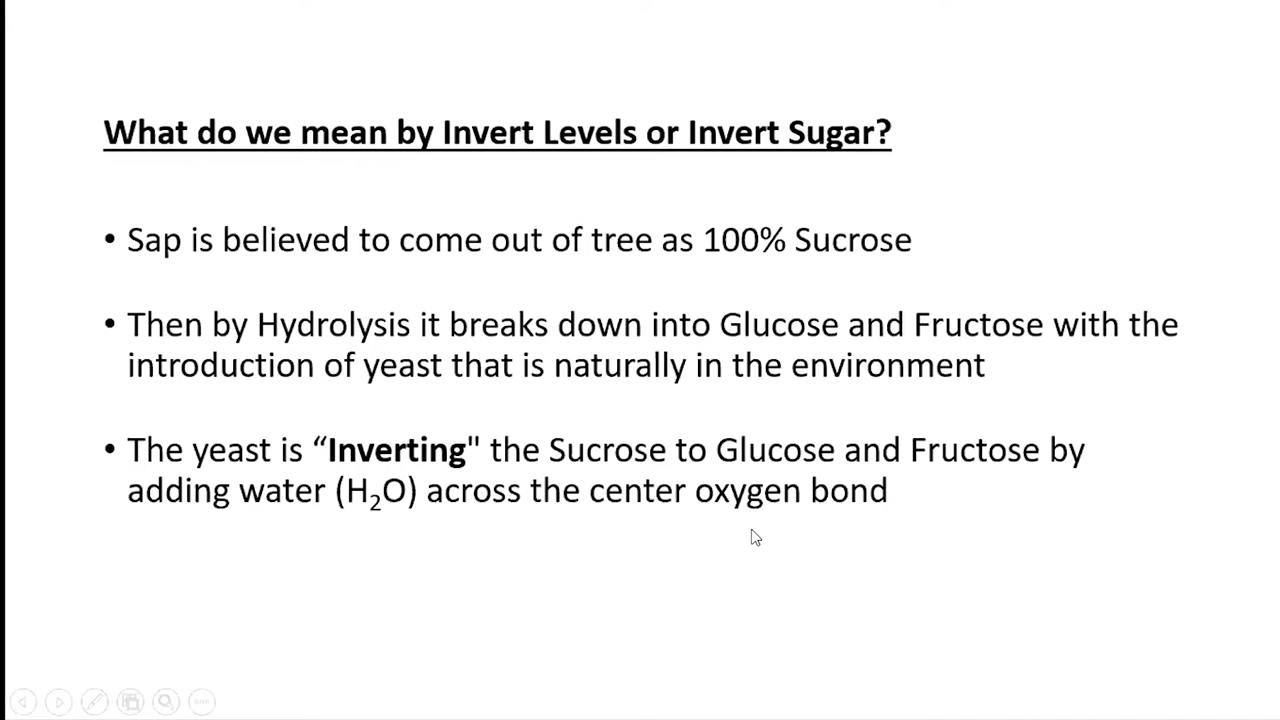 What do we mean by Invert Levels or Invert Sugar?
• Sap is believed to come out of tree as 100% Sucrose
• Then by Hydrolysis it breaks down into Glucose and Fructose with the
introduction of yeast that is naturally in the environment
• The yeast is “Inverting" the Sucrose to Glucose and Fructose by
adding water (H₂O) across the center oxygen bond